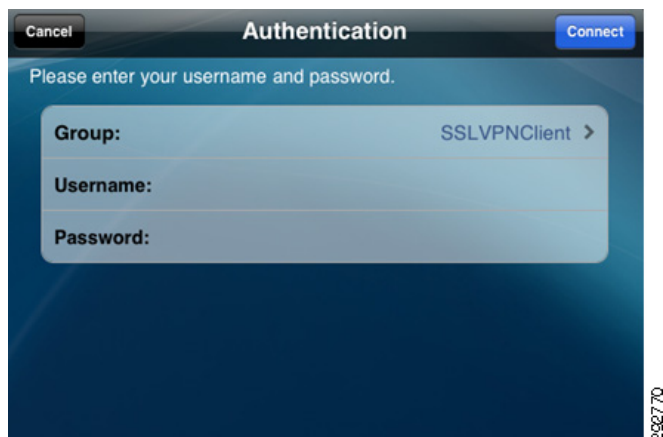 Cancel Authentication Connect
Please enter your username and password.
Group: SSLVPNClient >
Username:
Password:
292770